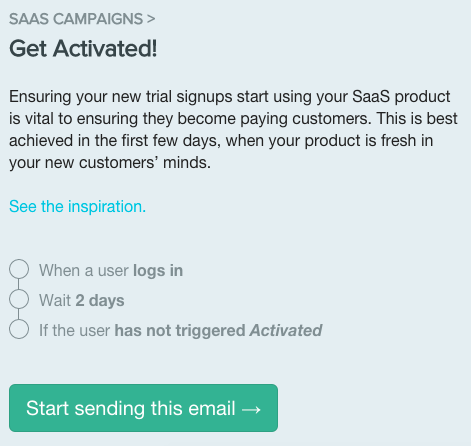 SAAS CAMPAIGNS >
Get Activated!
Ensuring your new trial signups start using your SaaS product
is vital to ensuring they become paying customers. This is best
achieved in the first few days, when your product is fresh in
your new customers’ minds.
See the inspiration.
When a user logs in
Wait 2 days
If the user has not triggered Activated
Start sending this email →